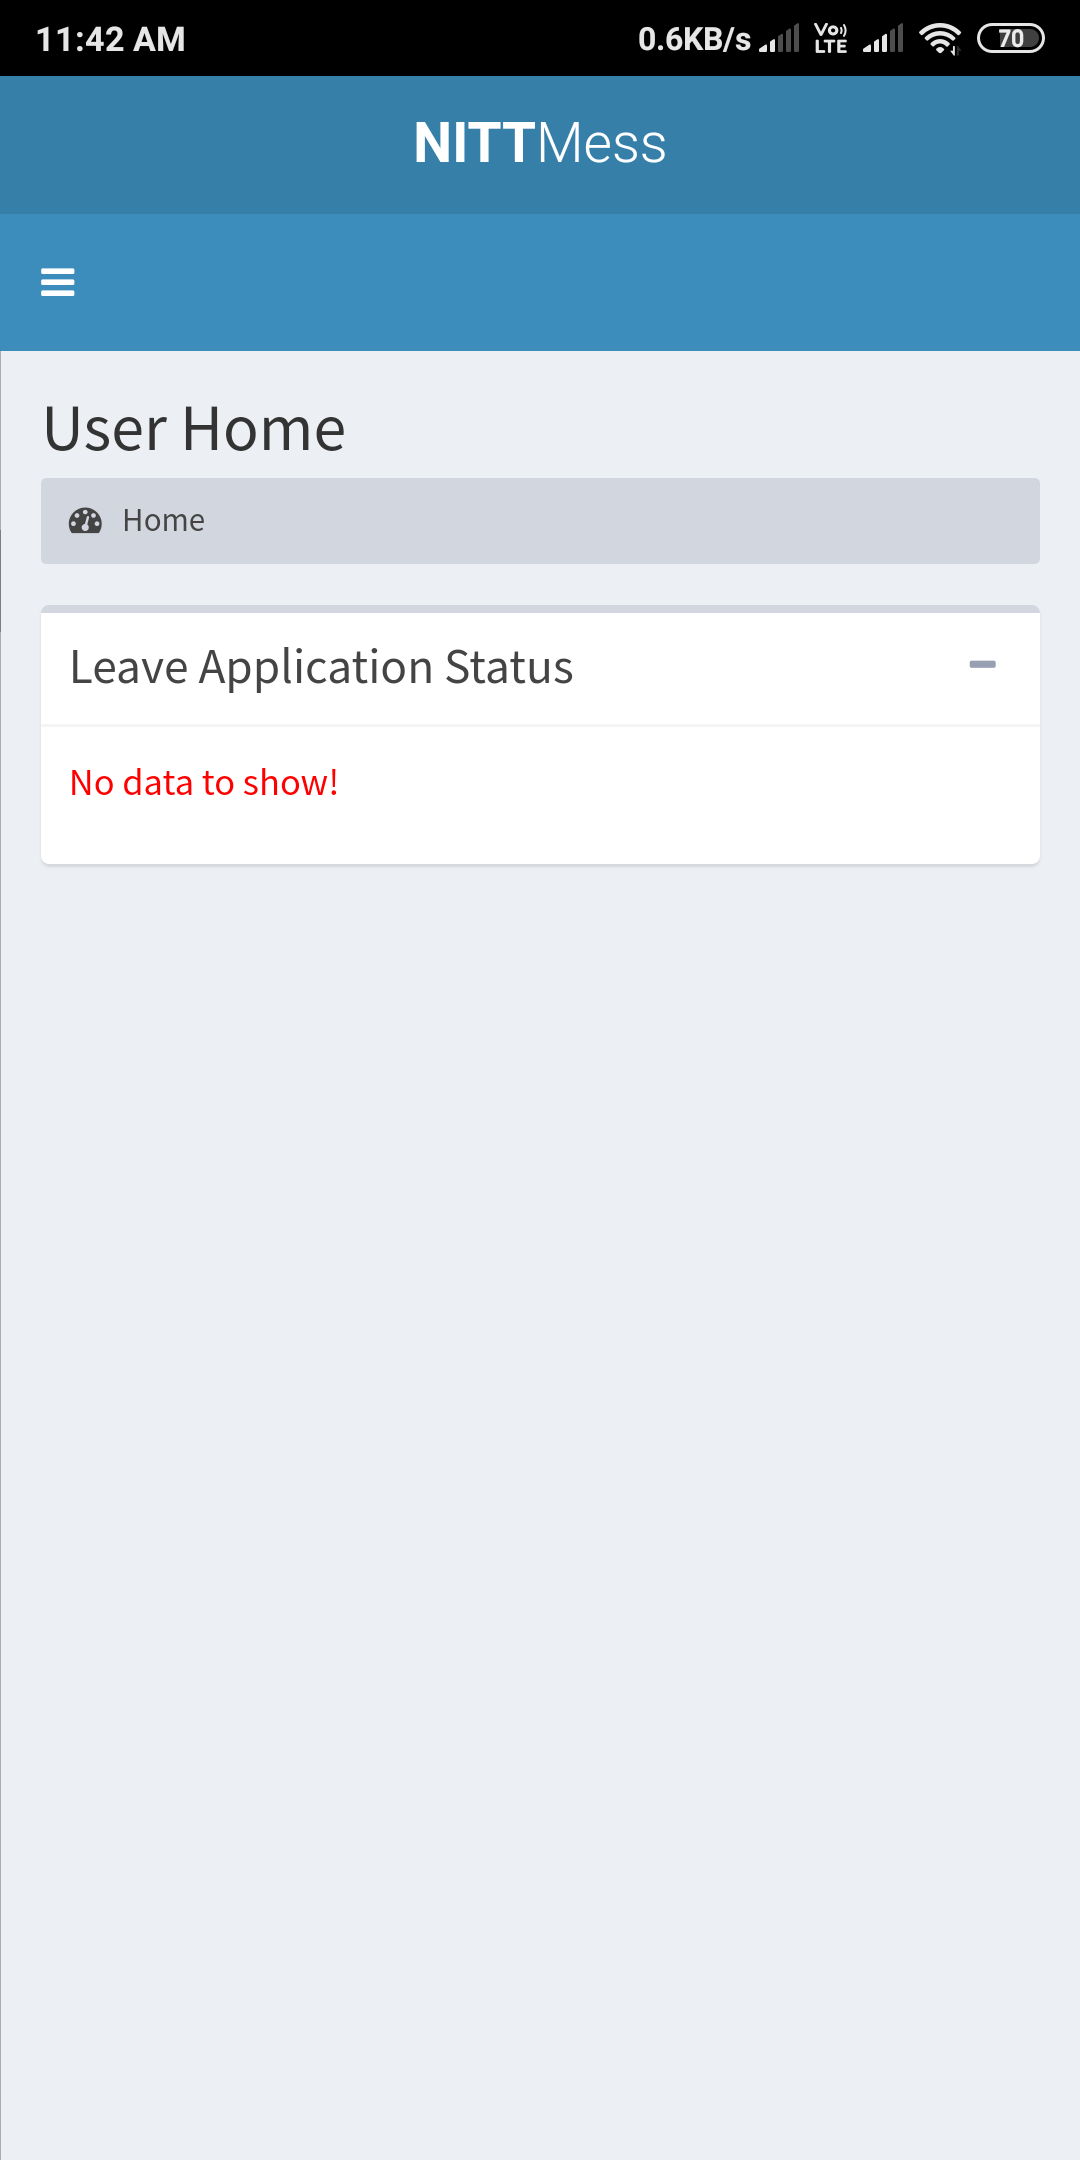 11:42 AM 0.6KB/s Vo LTE 70
NITTMess
User Home
Home
Leave Application Status
No data to show!